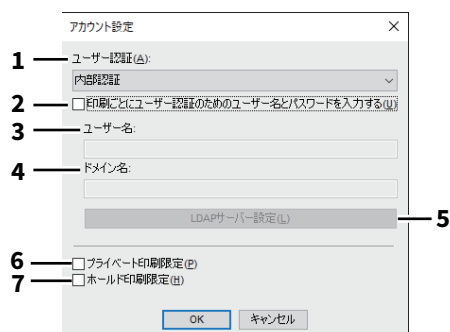 アカウント設定
1 ユーザー認証(A):
内部認証
2 印刷ごとにユーザー認証のためのユーザー名とパスワードを入力する(U)
3 ユーザー名:
4 ドメイン名:
LDAPサーバー設定(L) 5
6 プライベート印刷限定(P)
7 ホールド印刷限定(H)
OK キャンセル